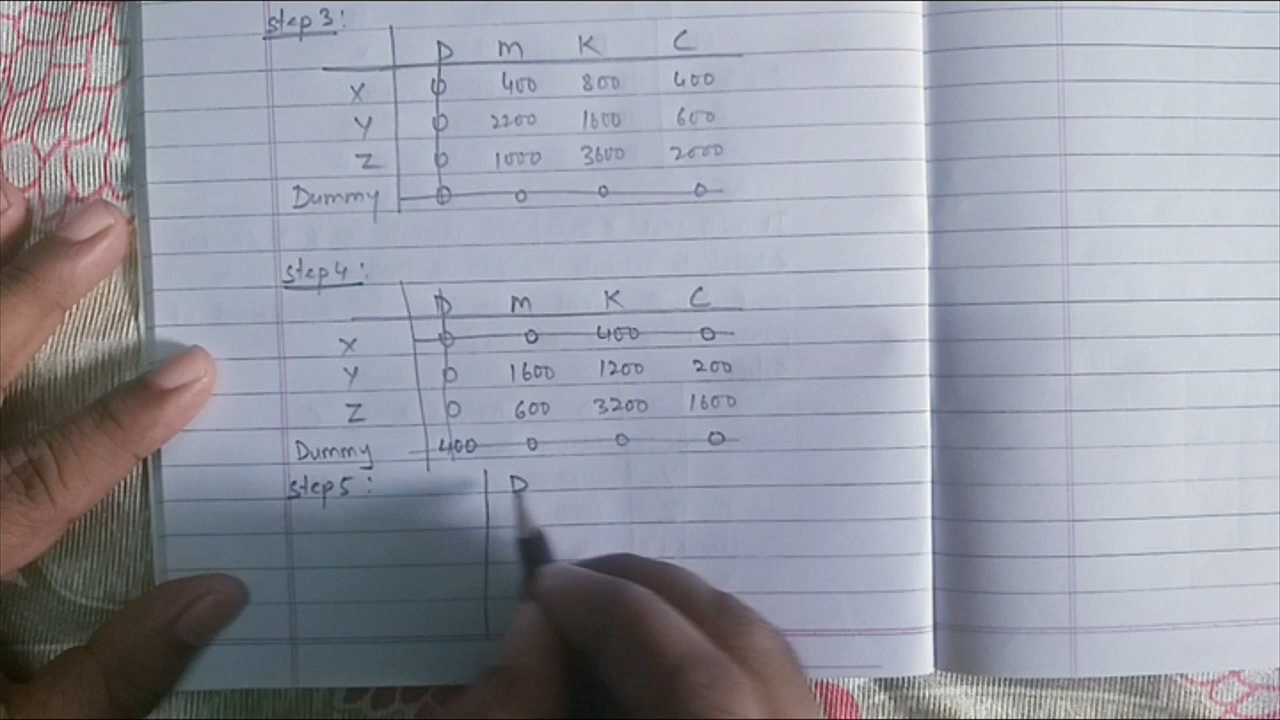 step 3:
D M K C
X 0 400 800 400
Y 0 2200 1600 600
Z 0 1000 3600 2000
Dummy 0 0 0 0
step 4:
D M K C
X 0 0 400 0
Y 0 1600 1200 200
Z 0 600 3200 1600
Dummy 400 0 0 0
step 5: D